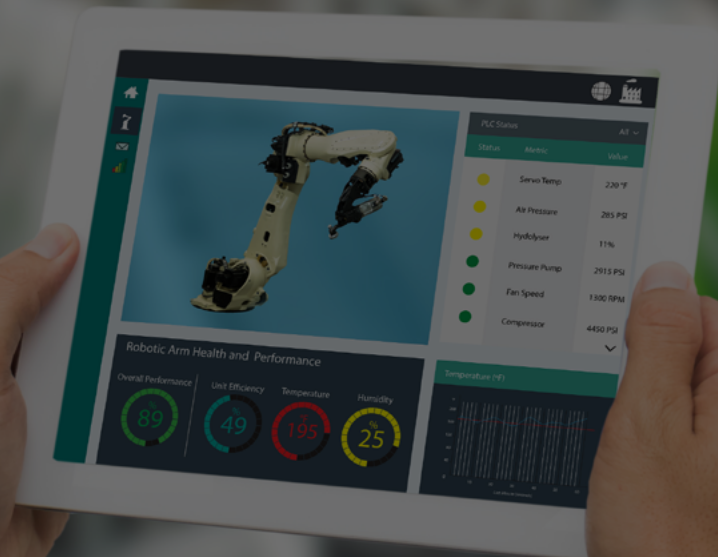 PLC Status
All
Status Metric Value
Servo Temp 220 °F
Air Pressure 285 PSI
Hydolyser 11%
Pressure Pump 2915 PSI
Fan Speed 1300 RPM
Compressor 4450 PSI
Robotic Arm Health and Performance
Overall Performance
% 89
Unit Efficiency
% 49
Temperature
195
Humidity
% 25
Temperature (°F)